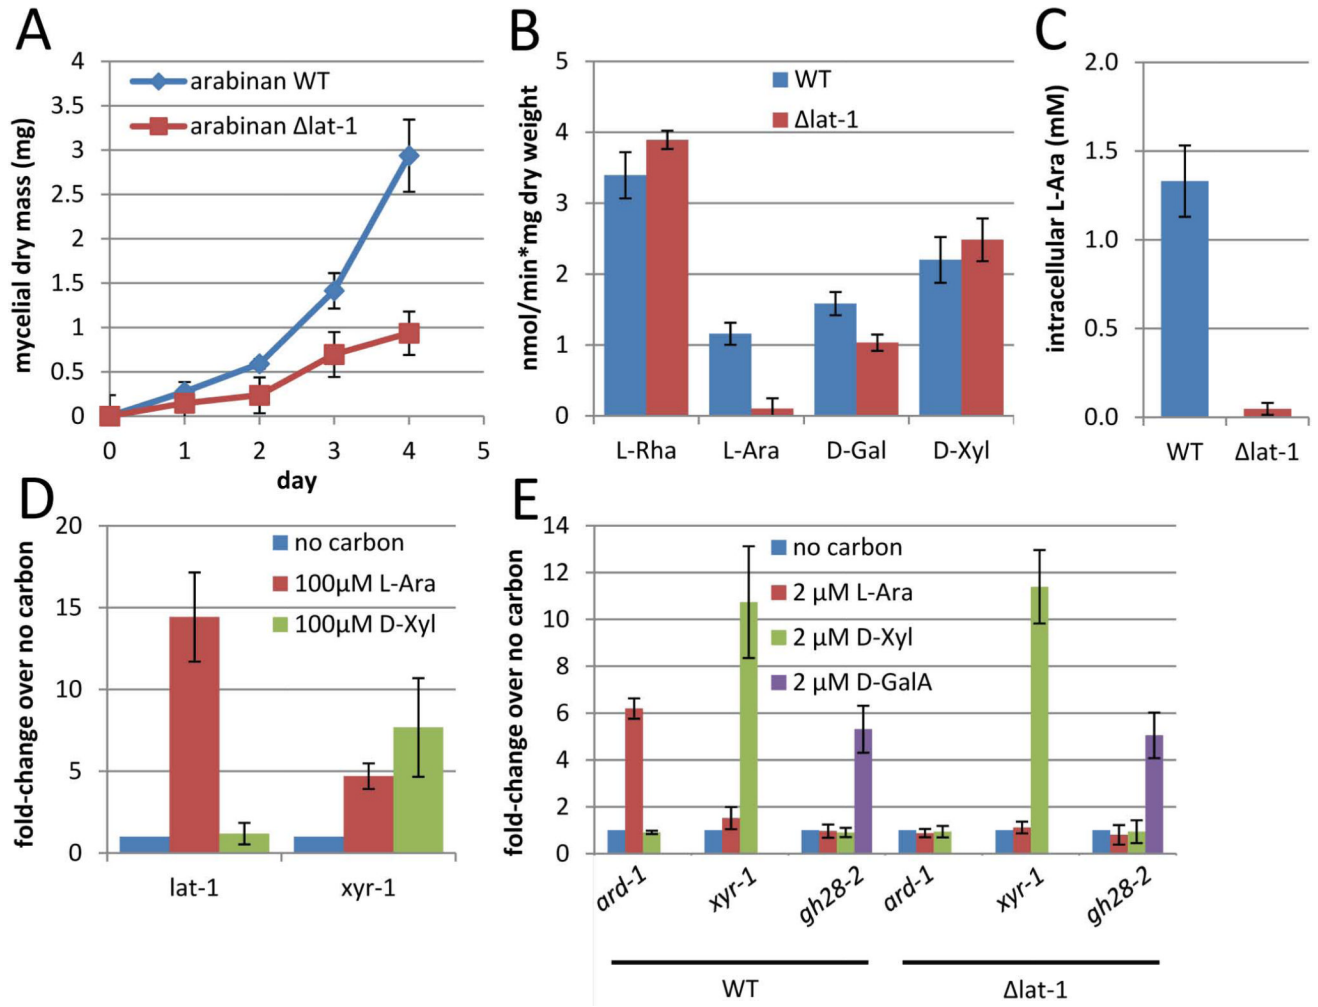 A
mycelial dry mass (mg)
4
3.5
3
2.5
2
1.5
1
0.5
0
arabinan WT
arabinan Δlat-1
0 1 2 3 4 5
day
B
nmol/min*mg dry weight
5
4
3
2
1
0
WT
Δlat-1
L-Rha L-Ara D-Gal D-Xyl
C
intracellular L-Ara (mM)
2.0
1.5
1.0
0.5
0.0
WT Δlat-1
D
fold-change over no carbon
20
15
10
5
0
no carbon
100µM L-Ara
100µM D-Xyl
lat-1 xyr-1
E
fold-change over no carbon
14
12
10
8
6
4
2
0
no carbon
2 µM L-Ara
2 µM D-Xyl
2 µM D-GalA
ard-1 xyr-1 gh28-2 ard-1 xyr-1 gh28-2
WT Δlat-1